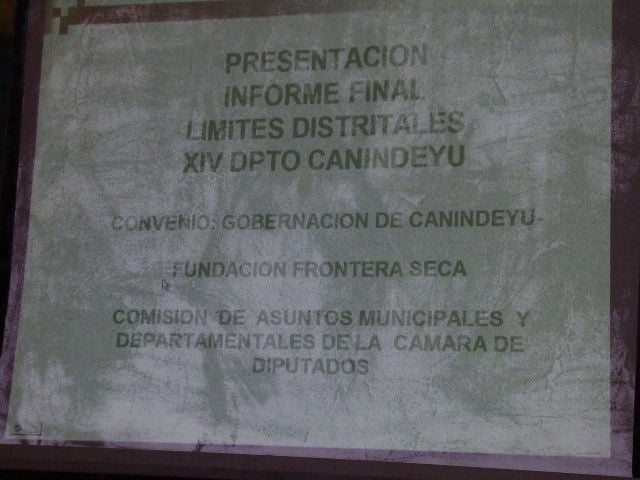 PRESENTACION
INFORME FINAL
LIMITES DISTRITALES
XIV DPTO CANINDEYU
CONVENIO: GOBERNACION DE CANINDEYU-
FUNDACION FRONTERA SECA
COMISION DE ASUNTOS MUNICIPALES Y
DEPARTAMENTALES DE LA CAMARA DE
DIPUTADOS